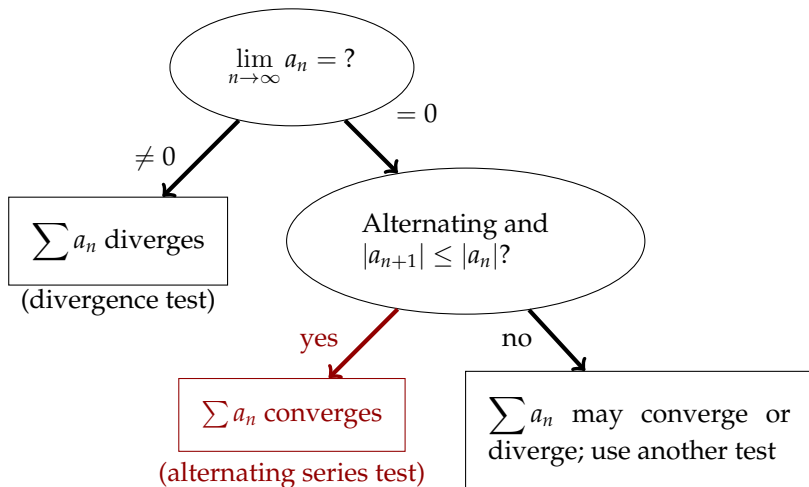 lim a_n = ?
n→∞
= 0
≠ 0
∑ a_n diverges
(divergence test)
Alternating and
|a_{n+1}| ≤ |a_n|?
yes
no
∑ a_n converges
(alternating series test)
∑ a_n may converge or
diverge; use another test